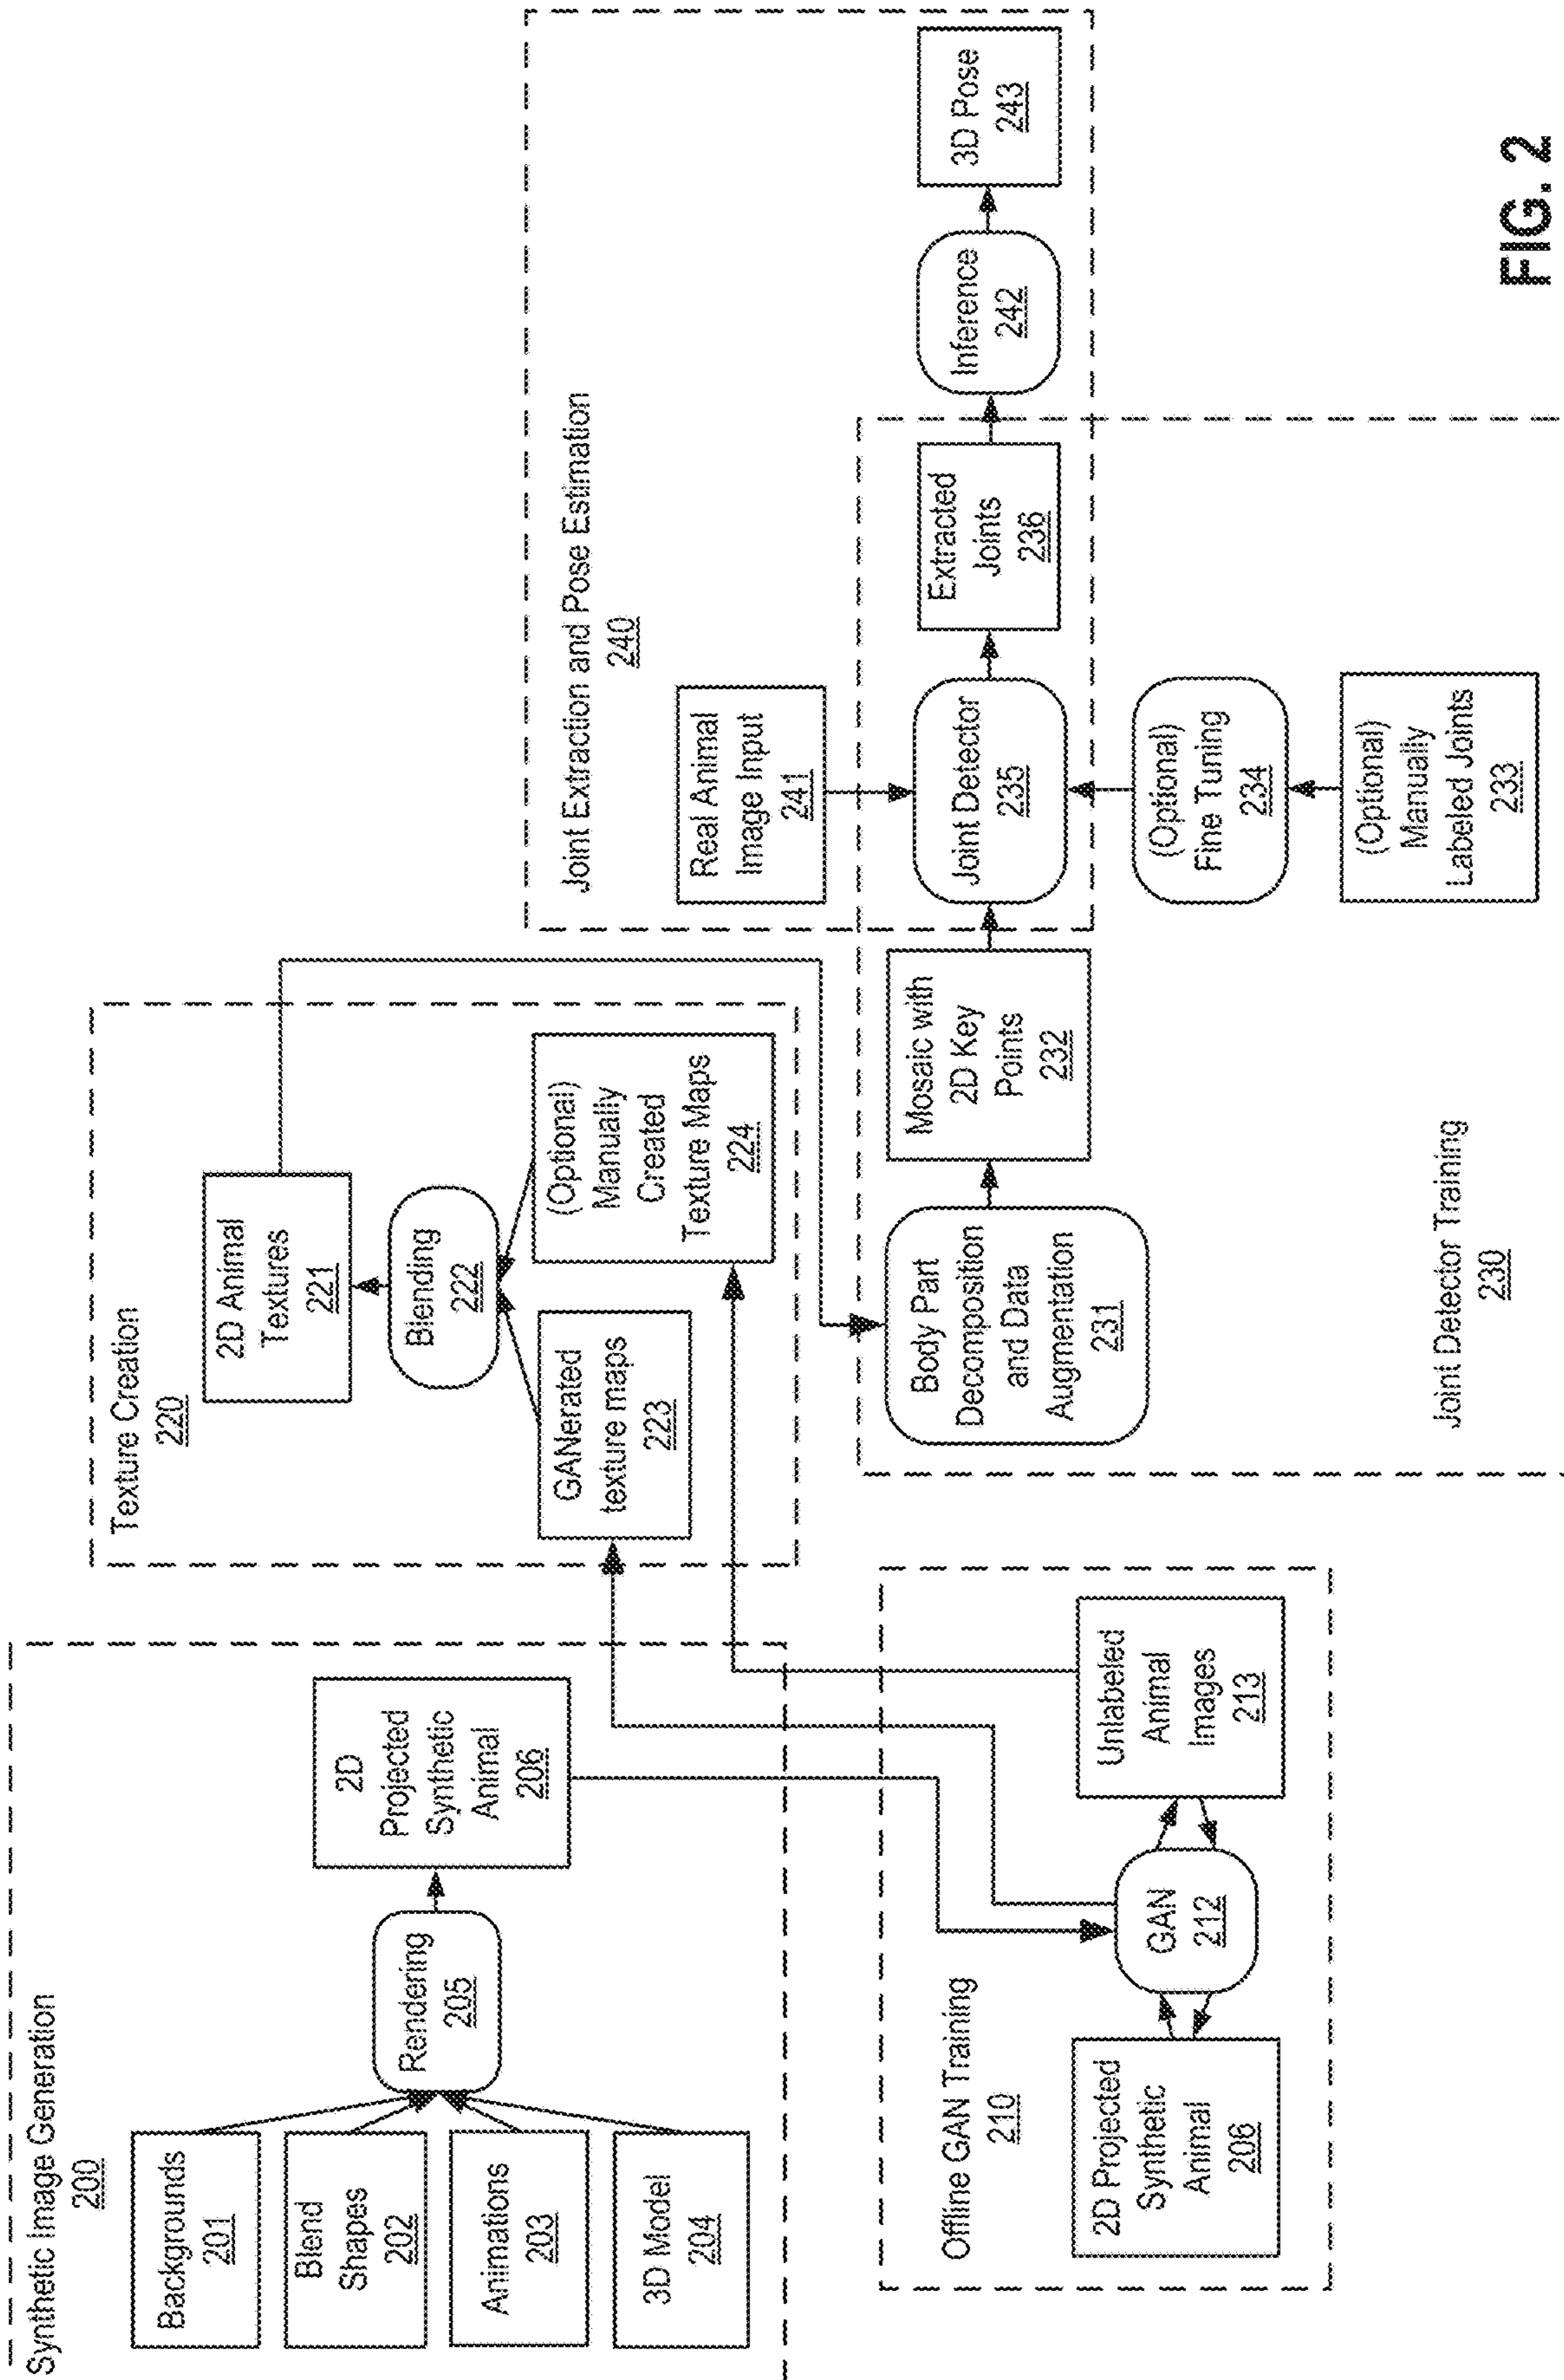 Synthetic Image Generation
200
Backgrounds
201
Blend
Shapes
202
Animations
203
3D Model
204
Rendering
205
2D
Projected
Synthetic
Animal
206
Offline GAN Training
210
2D Projected
Synthetic
Animal
206
GAN
212
Unlabeled
Animal
Images
213
Texture Creation
220
2D Animal
Textures
221
Blending
222
GANerated
texture maps
223
(Optional)
Manually
Created
Texture Maps
224
Body Part
Decomposition
and Data
Augmentation
231
Mosaic with
2D Key
Points
232
Joint Detector Training
230
Joint Extraction and Pose Estimation
240
Real Animal
Image Input
241
Joint Detector
235
(Optional)
Fine Tuning
234
(Optional)
Manually
Labeled Joints
233
Extracted
Joints
236
Inference
242
3D Pose
243
FIG. 2